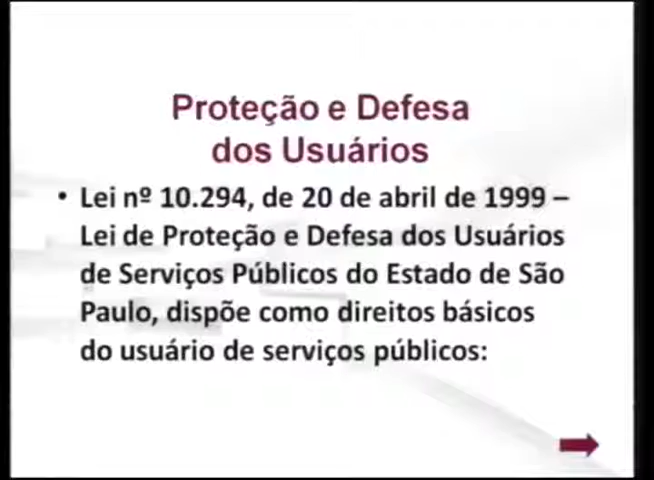 Proteção e Defesa
dos Usuários
• Lei nº 10.294, de 20 de abril de 1999 –
Lei de Proteção e Defesa dos Usuários
de Serviços Públicos do Estado de São
Paulo, dispõe como direitos básicos
do usuário de serviços públicos: